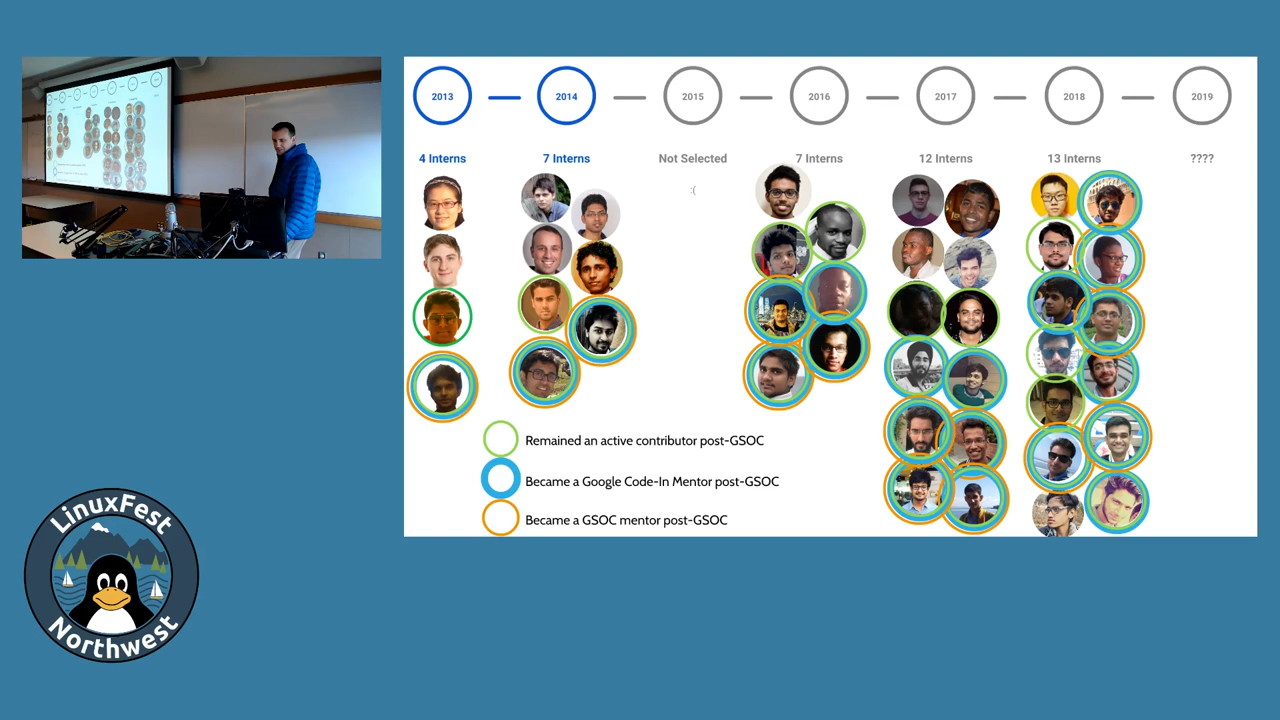 2013
2014
2015
2016
2017
2018
2019
4 Interns
7 Interns
Not Selected
7 Interns
12 Interns
13 Interns
????
:(
Remained an active contributor post-GSOC
Became a Google Code-In Mentor post-GSOC
Became a GSOC mentor post-GSOC
LinuxFest
Northwest